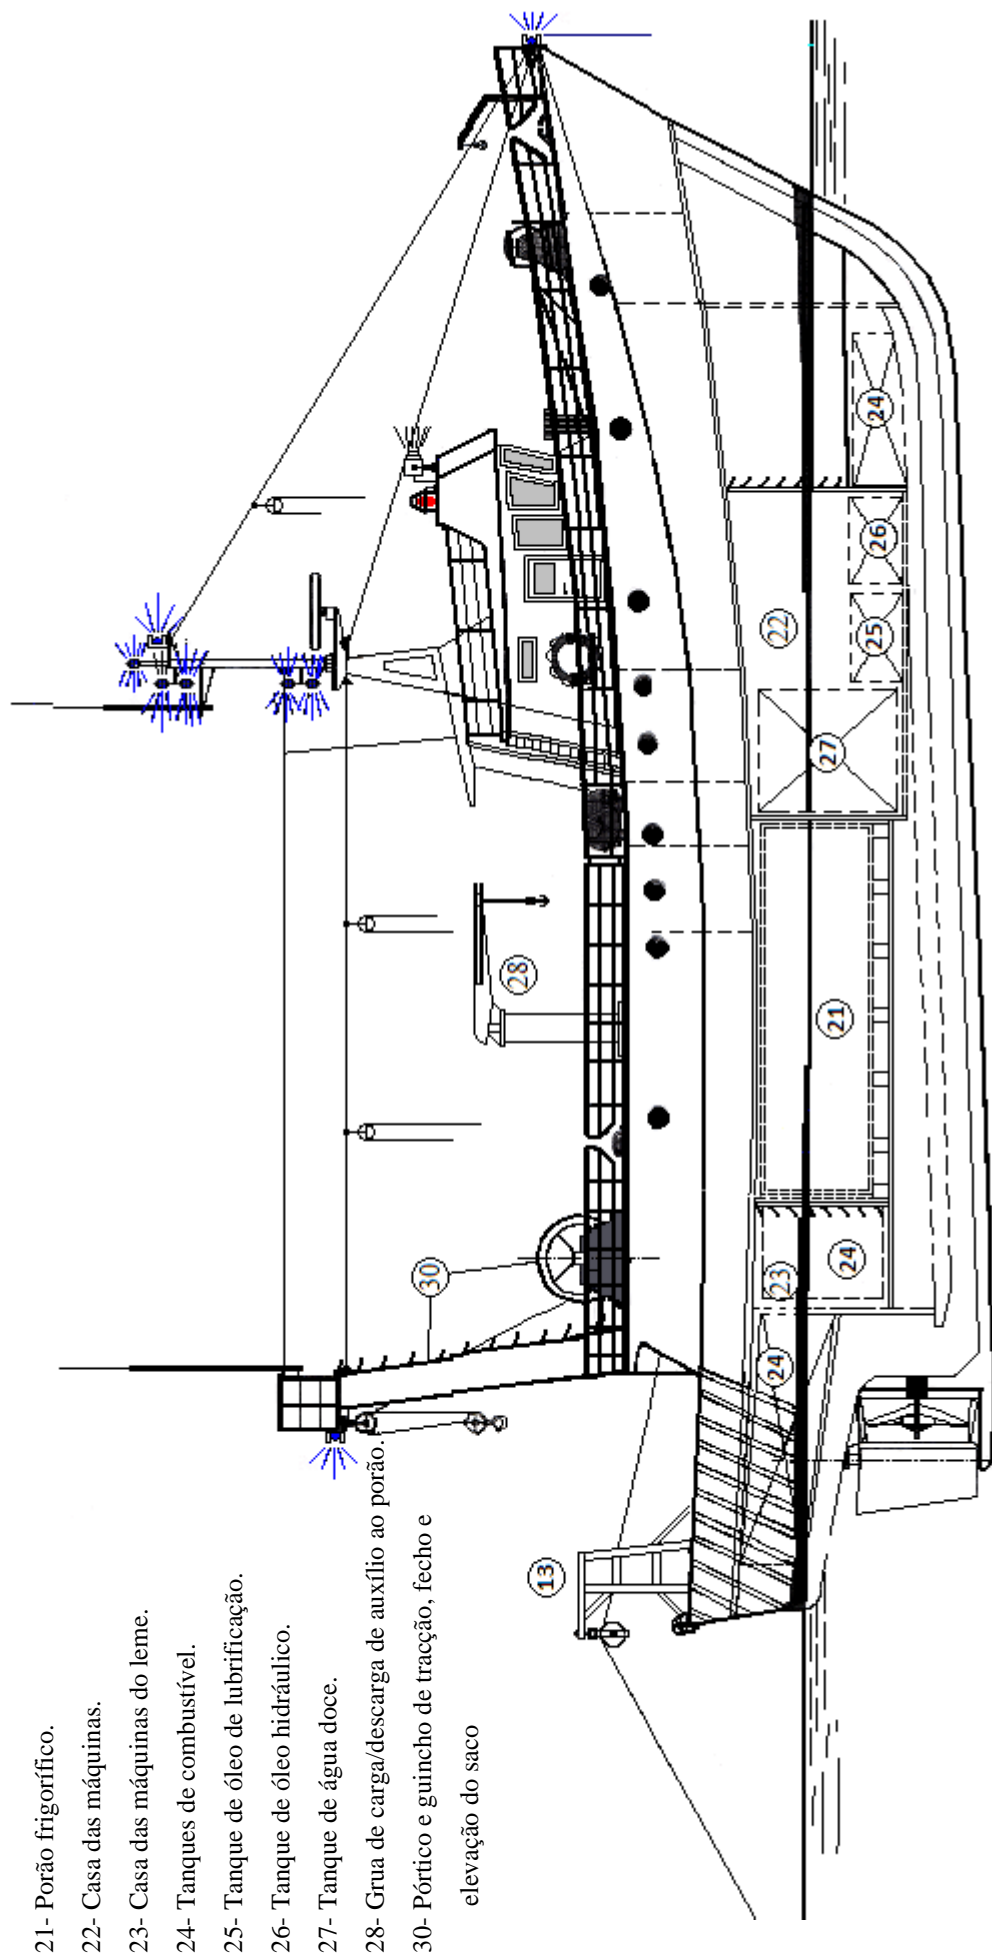 21- Porão frigorífico.
22- Casa das máquinas.
23- Casa das máquinas do leme.
24- Tanques de combustível.
25- Tanque de óleo de lubrificação.
26- Tanque de óleo hidráulico.
27- Tanque de água doce.
28- Grua de carga/descarga de auxílio ao porão.
30- Pórtico e guincho de tracção, fecho e
elevação do saco
13
30
28
24
23
24
21
27
22
25
26
24